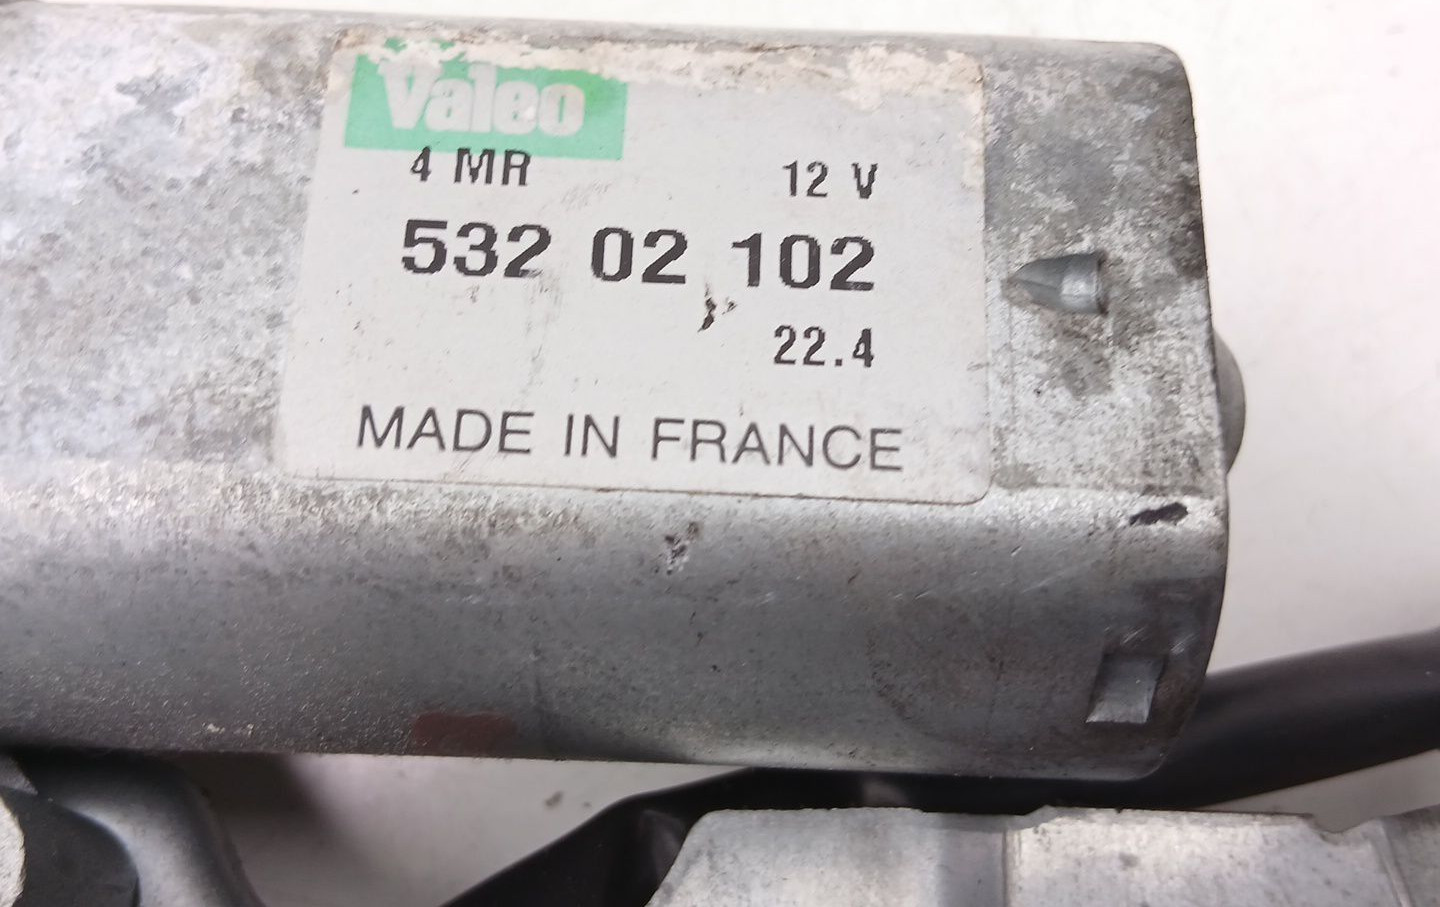 Valeo
4 MR 12 V
532 02 102
22.4
MADE IN FRANCE